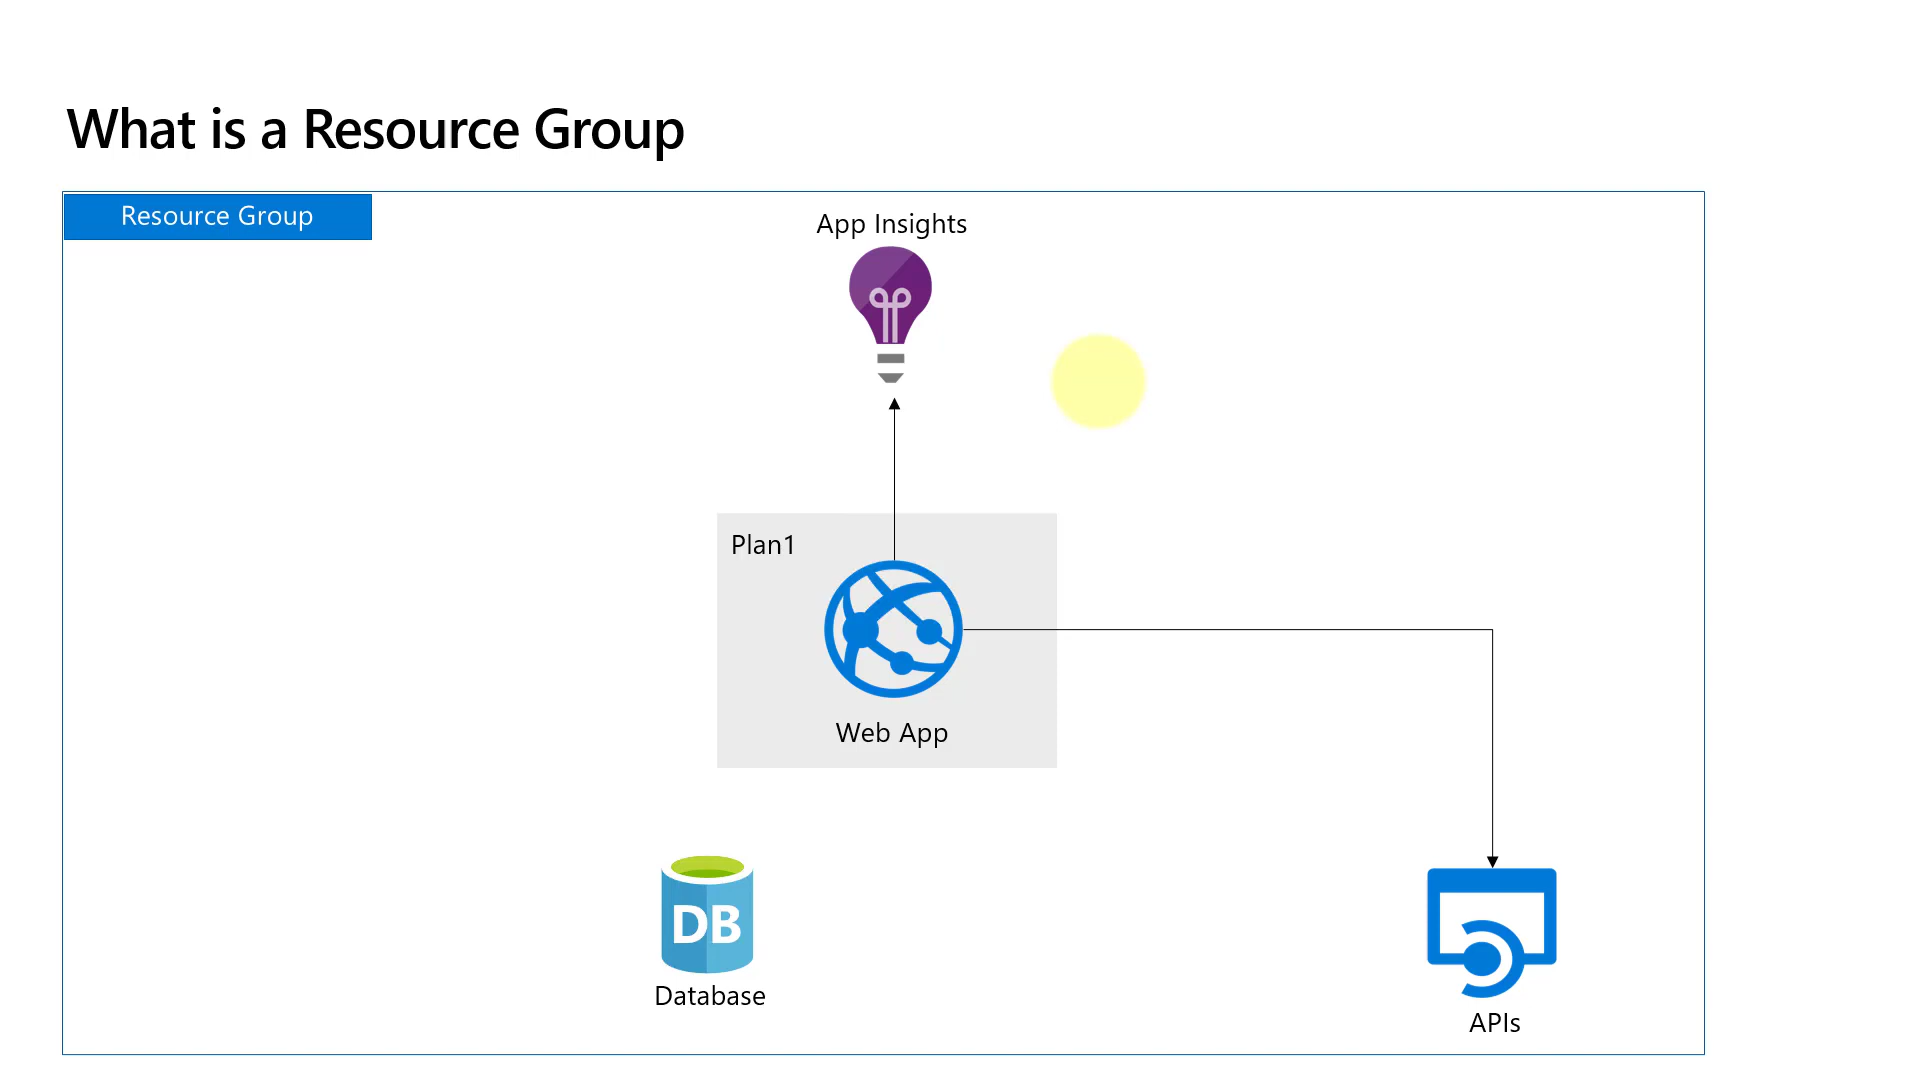 What is a Resource Group
Resource Group
App Insights
Plan1
Web App
DB
Database
APIs